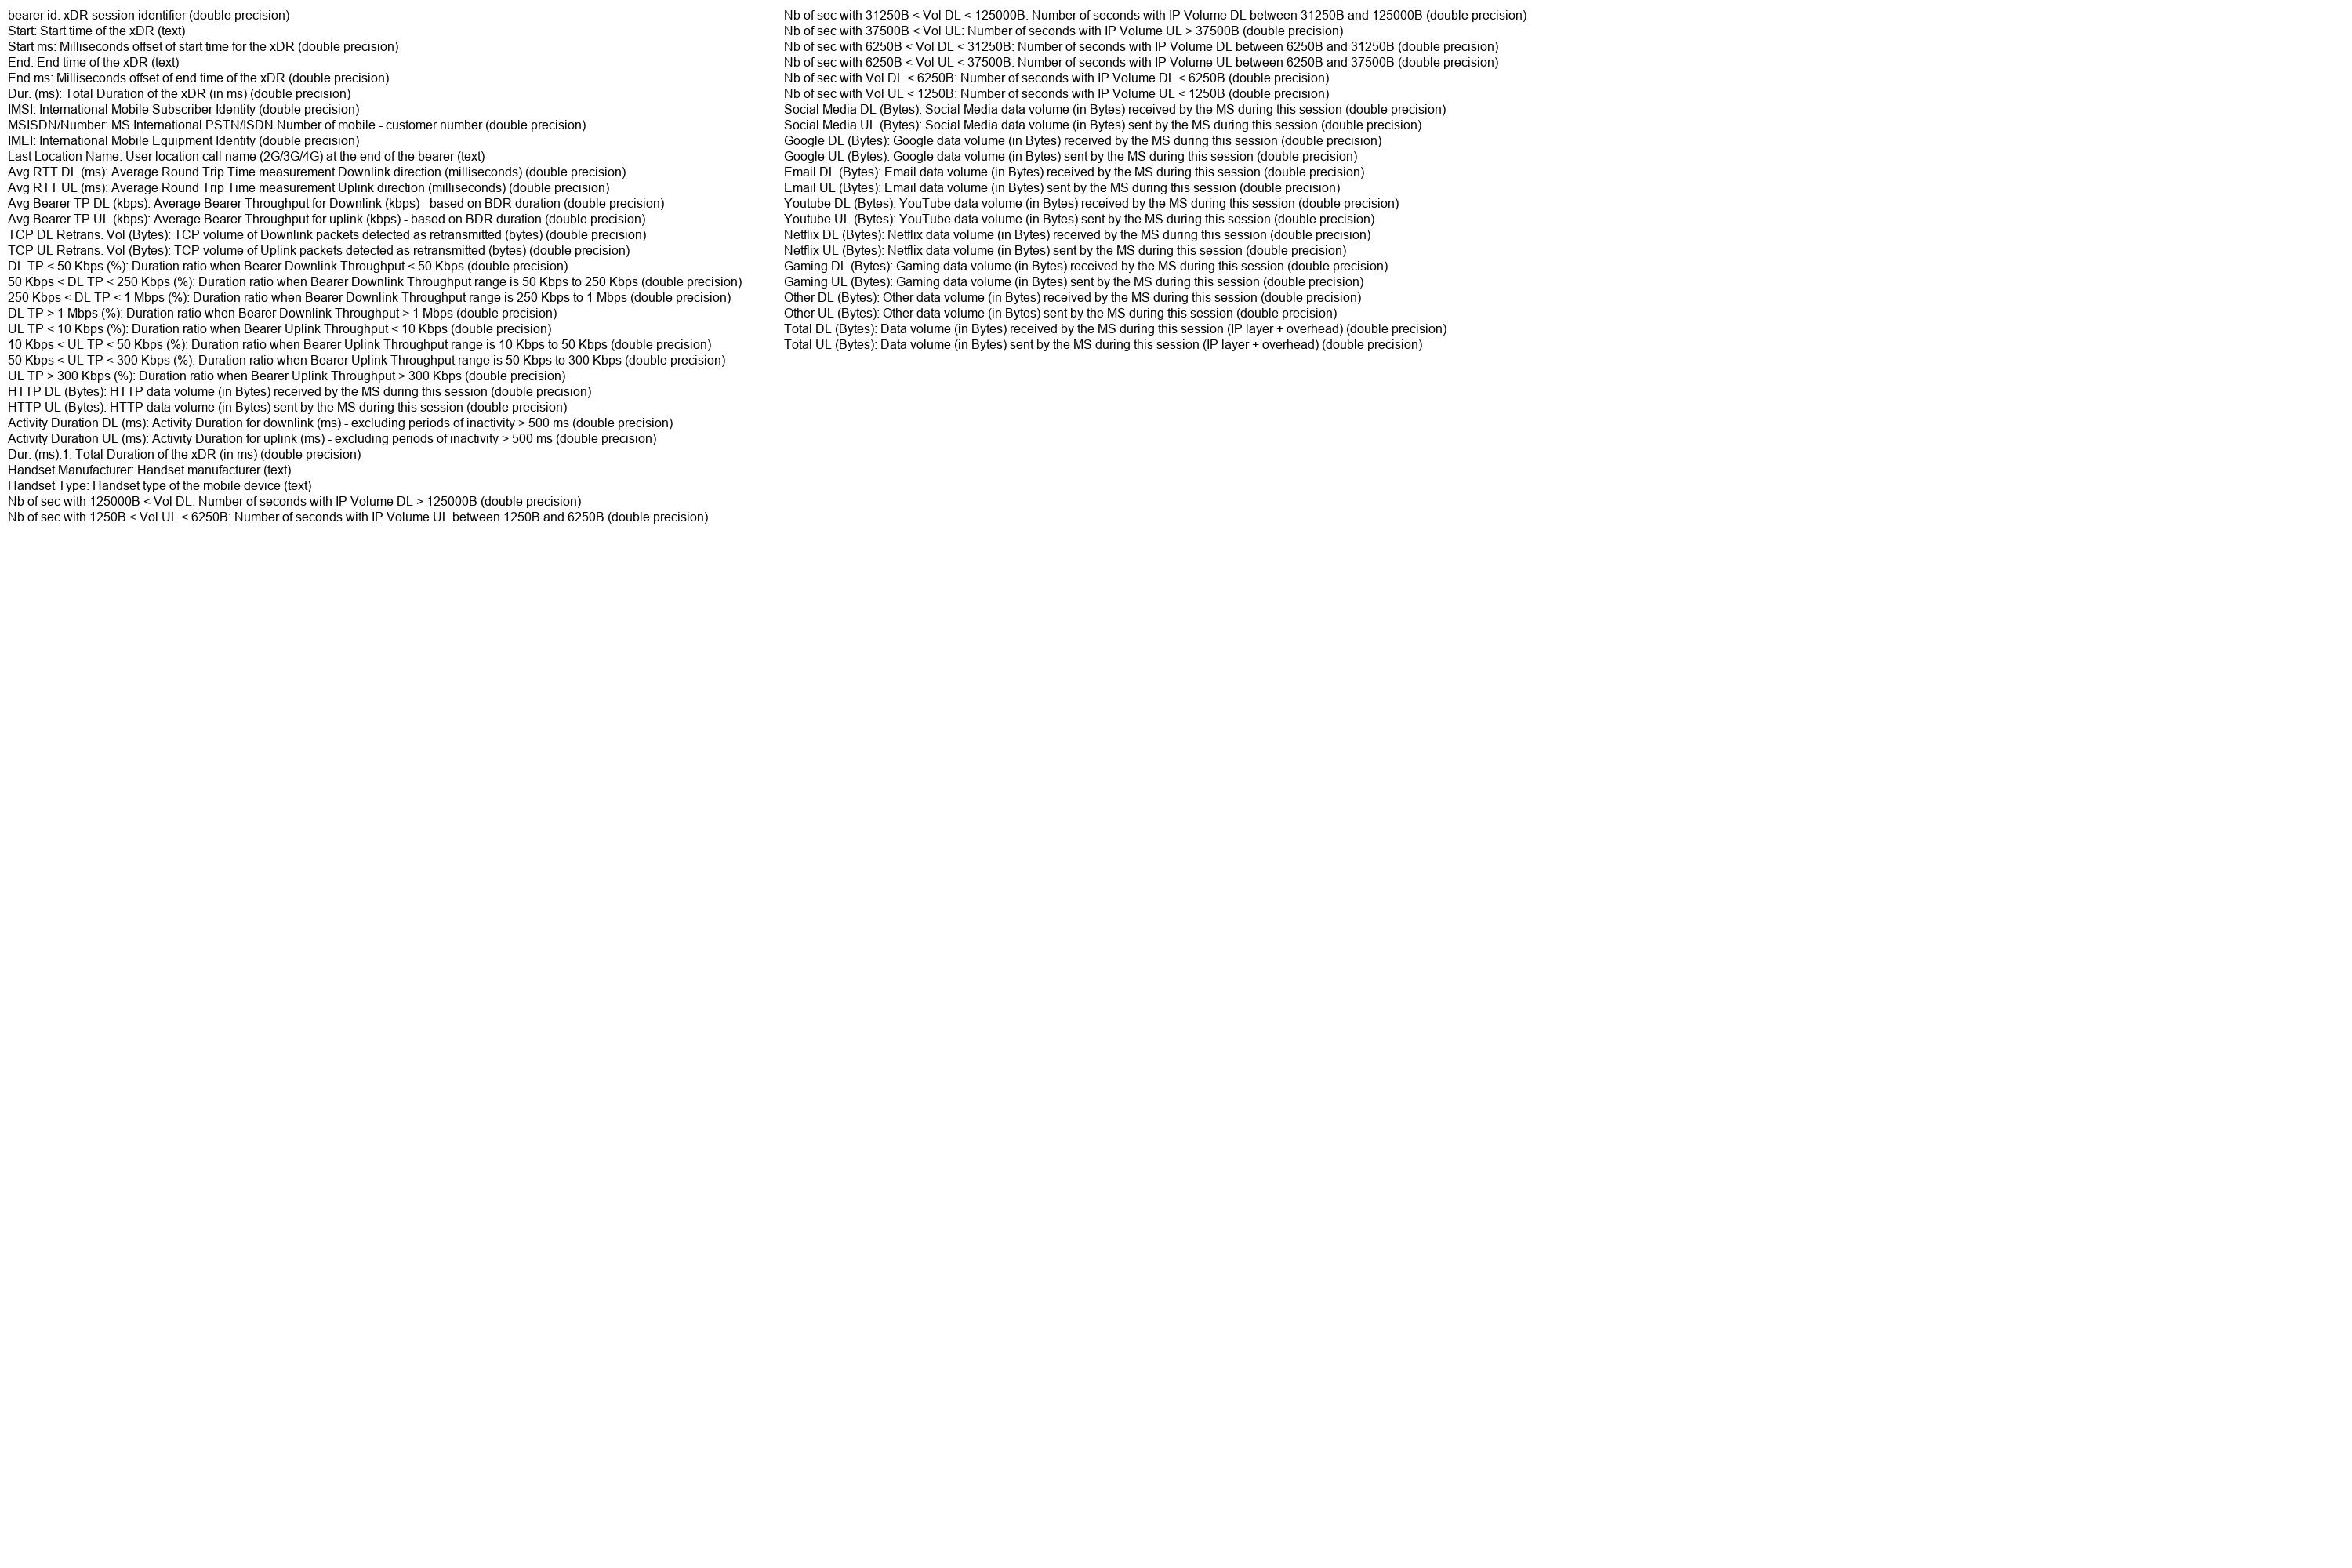 bearer id: xDR session identifier (double precision)
Start: Start time of the xDR (text)
Start ms: Milliseconds offset of start time for the xDR (double precision)
End: End time of the xDR (text)
End ms: Milliseconds offset of end time of the xDR (double precision)
Dur. (ms): Total Duration of the xDR (in ms) (double precision)
IMSI: International Mobile Subscriber Identity (double precision)
MSISDN/Number: MS International PSTN/ISDN Number of mobile - customer number (double precision)
IMEI: International Mobile Equipment Identity (double precision)
Last Location Name: User location call name (2G/3G/4G) at the end of the bearer (text)
Avg RTT DL (ms): Average Round Trip Time measurement Downlink direction (milliseconds) (double precision)
Avg RTT UL (ms): Average Round Trip Time measurement Uplink direction (milliseconds) (double precision)
Avg Bearer TP DL (kbps): Average Bearer Throughput for Downlink (kbps) - based on BDR duration (double precision)
Avg Bearer TP UL (kbps): Average Bearer Throughput for uplink (kbps) - based on BDR duration (double precision)
TCP DL Retrans. Vol (Bytes): TCP volume of Downlink packets detected as retransmitted (bytes) (double precision)
TCP UL Retrans. Vol (Bytes): TCP volume of Uplink packets detected as retransmitted (bytes) (double precision)
DL TP < 50 Kbps (%): Duration ratio when Bearer Downlink Throughput < 50 Kbps (double precision)
50 Kbps < DL TP < 250 Kbps (%): Duration ratio when Bearer Downlink Throughput range is 50 Kbps to 250 Kbps (double precision)
250 Kbps < DL TP < 1 Mbps (%): Duration ratio when Bearer Downlink Throughput range is 250 Kbps to 1 Mbps (double precision)
DL TP > 1 Mbps (%): Duration ratio when Bearer Downlink Throughput > 1 Mbps (double precision)
UL TP < 10 Kbps (%): Duration ratio when Bearer Uplink Throughput < 10 Kbps (double precision)
10 Kbps < UL TP < 50 Kbps (%): Duration ratio when Bearer Uplink Throughput range is 10 Kbps to 50 Kbps (double precision)
50 Kbps < UL TP < 300 Kbps (%): Duration ratio when Bearer Uplink Throughput range is 50 Kbps to 300 Kbps (double precision)
UL TP > 300 Kbps (%): Duration ratio when Bearer Uplink Throughput > 300 Kbps (double precision)
HTTP DL (Bytes): HTTP data volume (in Bytes) received by the MS during this session (double precision)
HTTP UL (Bytes): HTTP data volume (in Bytes) sent by the MS during this session (double precision)
Activity Duration DL (ms): Activity Duration for downlink (ms) - excluding periods of inactivity > 500 ms (double precision)
Activity Duration UL (ms): Activity Duration for uplink (ms) - excluding periods of inactivity > 500 ms (double precision)
Dur. (ms).1: Total Duration of the xDR (in ms) (double precision)
Handset Manufacturer: Handset manufacturer (text)
Handset Type: Handset type of the mobile device (text)
Nb of sec with 125000B < Vol DL: Number of seconds with IP Volume DL > 125000B (double precision)
Nb of sec with 1250B < Vol UL < 6250B: Number of seconds with IP Volume UL between 1250B and 6250B (double precision)
Nb of sec with 31250B < Vol DL < 125000B: Number of seconds with IP Volume DL between 31250B and 125000B (double precision)
Nb of sec with 37500B < Vol UL: Number of seconds with IP Volume UL > 37500B (double precision)
Nb of sec with 6250B < Vol DL < 31250B: Number of seconds with IP Volume DL between 6250B and 31250B (double precision)
Nb of sec with 6250B < Vol UL < 37500B: Number of seconds with IP Volume UL between 6250B and 37500B (double precision)
Nb of sec with Vol DL < 6250B: Number of seconds with IP Volume DL < 6250B (double precision)
Nb of sec with Vol UL < 1250B: Number of seconds with IP Volume UL < 1250B (double precision)
Social Media DL (Bytes): Social Media data volume (in Bytes) received by the MS during this session (double precision)
Social Media UL (Bytes): Social Media data volume (in Bytes) sent by the MS during this session (double precision)
Google DL (Bytes): Google data volume (in Bytes) received by the MS during this session (double precision)
Google UL (Bytes): Google data volume (in Bytes) sent by the MS during this session (double precision)
Email DL (Bytes): Email data volume (in Bytes) received by the MS during this session (double precision)
Email UL (Bytes): Email data volume (in Bytes) sent by the MS during this session (double precision)
Youtube DL (Bytes): YouTube data volume (in Bytes) received by the MS during this session (double precision)
Youtube UL (Bytes): YouTube data volume (in Bytes) sent by the MS during this session (double precision)
Netflix DL (Bytes): Netflix data volume (in Bytes) received by the MS during this session (double precision)
Netflix UL (Bytes): Netflix data volume (in Bytes) sent by the MS during this session (double precision)
Gaming DL (Bytes): Gaming data volume (in Bytes) received by the MS during this session (double precision)
Gaming UL (Bytes): Gaming data volume (in Bytes) sent by the MS during this session (double precision)
Other DL (Bytes): Other data volume (in Bytes) received by the MS during this session (double precision)
Other UL (Bytes): Other data volume (in Bytes) sent by the MS during this session (double precision)
Total DL (Bytes): Data volume (in Bytes) received by the MS during this session (IP layer + overhead) (double precision)
Total UL (Bytes): Data volume (in Bytes) sent by the MS during this session (IP layer + overhead) (double precision)